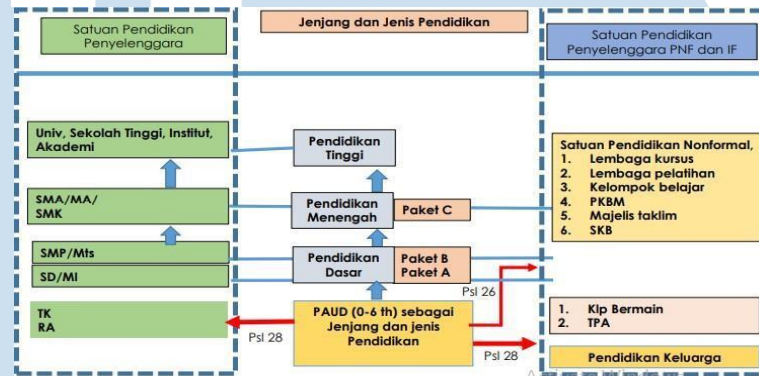 Satuan Pendidikan
Penyelenggara
Jenjang dan Jenis Pendidikan
Satuan Pendidikan
Penyelenggara PNF dan IF
Univ, Sekolah Tinggi, Institut,
Akademi
Pendidikan
Tinggi
Satuan Pendidikan Nonformal,
1. Lembaga kursus
2. Lembaga pelatihan
3. Kelompok belajar
4. PKBM
5. Majelis taklim
6. SKB
SMA/MA/
SMK
Pendidikan
Menengah
Paket C
SMP/Mts
SD/MI
Pendidikan
Dasar
Paket B
Paket A
Psl 26
TK
RA
Psl 28
PAUD (0-6 th) sebagai
Jenjang dan jenis
Pendidikan
Psl 28
1. Klp Bermain
2. TPA
Pendidikan Keluarga